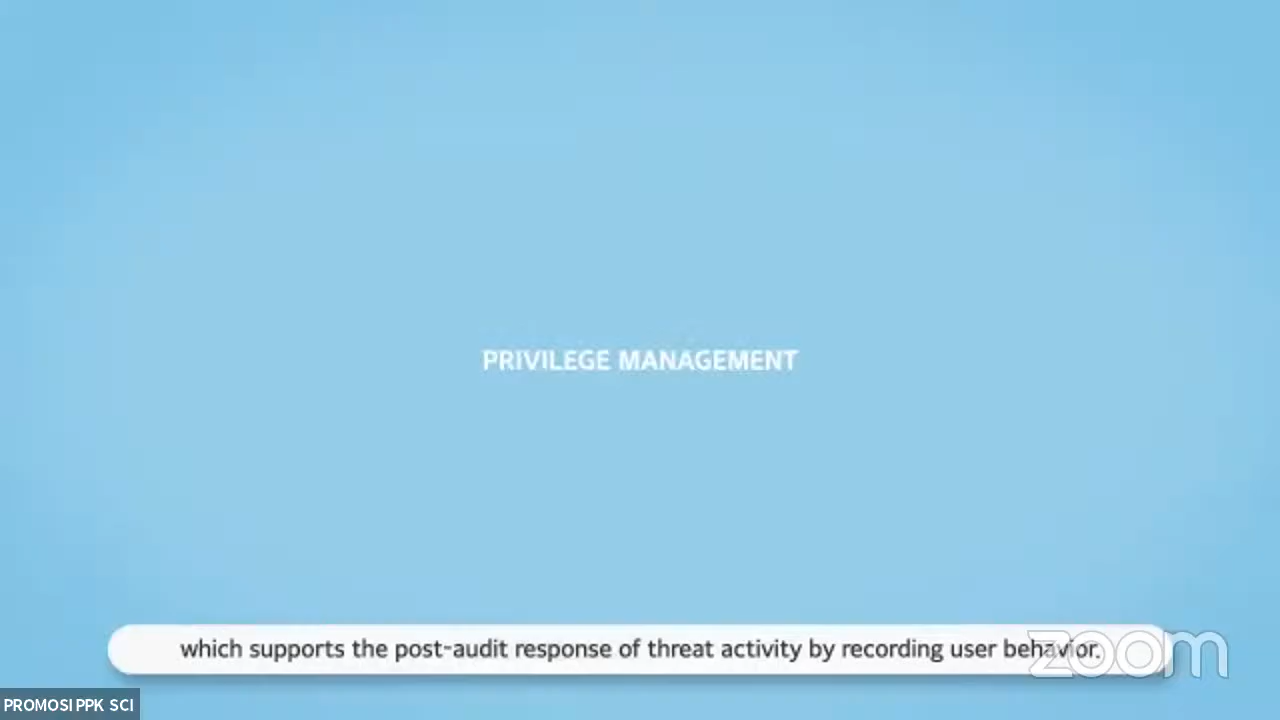 PRIVILEGE MANAGEMENT
which supports the post-audit response of threat activity by recording user behavior.
zoom
PROMOSI PPK SCI